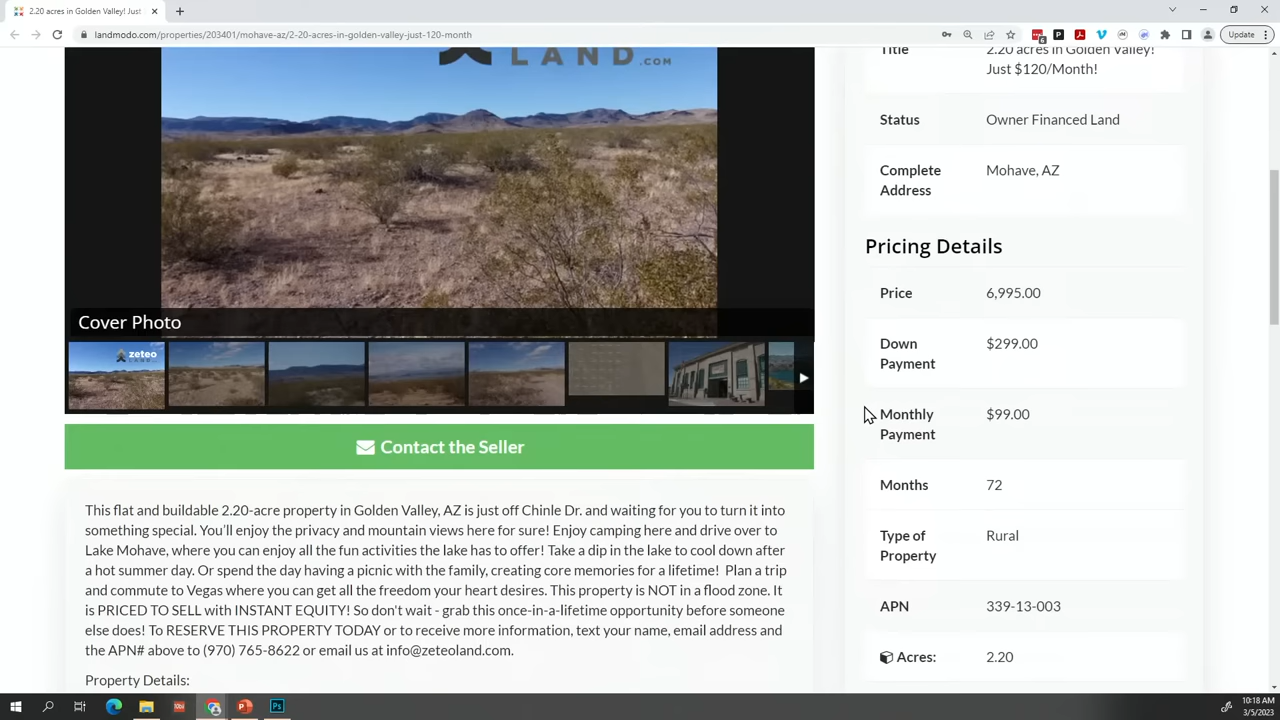 2.20 acres in Golden Valley! Just
landmodo.com/properties/203401/mohave-az/2-20-acres-in-golden-valley-just-120-month
Update
LAND.COM
Cover Photo
zeteo
LAND
Contact the Seller
This flat and buildable 2.20-acre property in Golden Valley, AZ is just off Chinle Dr. and waiting for you to turn it into
something special. You’ll enjoy the privacy and mountain views here for sure! Enjoy camping here and drive over to
Lake Mohave, where you can enjoy all the fun activities the lake has to offer! Take a dip in the lake to cool down after
a hot summer day. Or spend the day having a picnic with the family, creating core memories for a lifetime!  Plan a trip
and commute to Vegas where you can get all the freedom your heart desires. This property is NOT in a flood zone. It
is PRICED TO SELL with INSTANT EQUITY! So don't wait - grab this once-in-a-lifetime opportunity before someone
else does! To RESERVE THIS PROPERTY TODAY or to receive more information, text your name, email address and
the APN# above to (970) 765-8622 or email us at info@zeteoland.com.
Property Details:
Title 2.20 acres in Golden Valley!
Just $120/Month!
Status Owner Financed Land
Complete Mohave, AZ
Address
Pricing Details
Price 6,995.00
Down $299.00
Payment
Monthly $99.00
Payment
Months 72
Type of Rural
Property
APN 339-13-003
Acres: 2.20
10:18 AM
3/5/2023